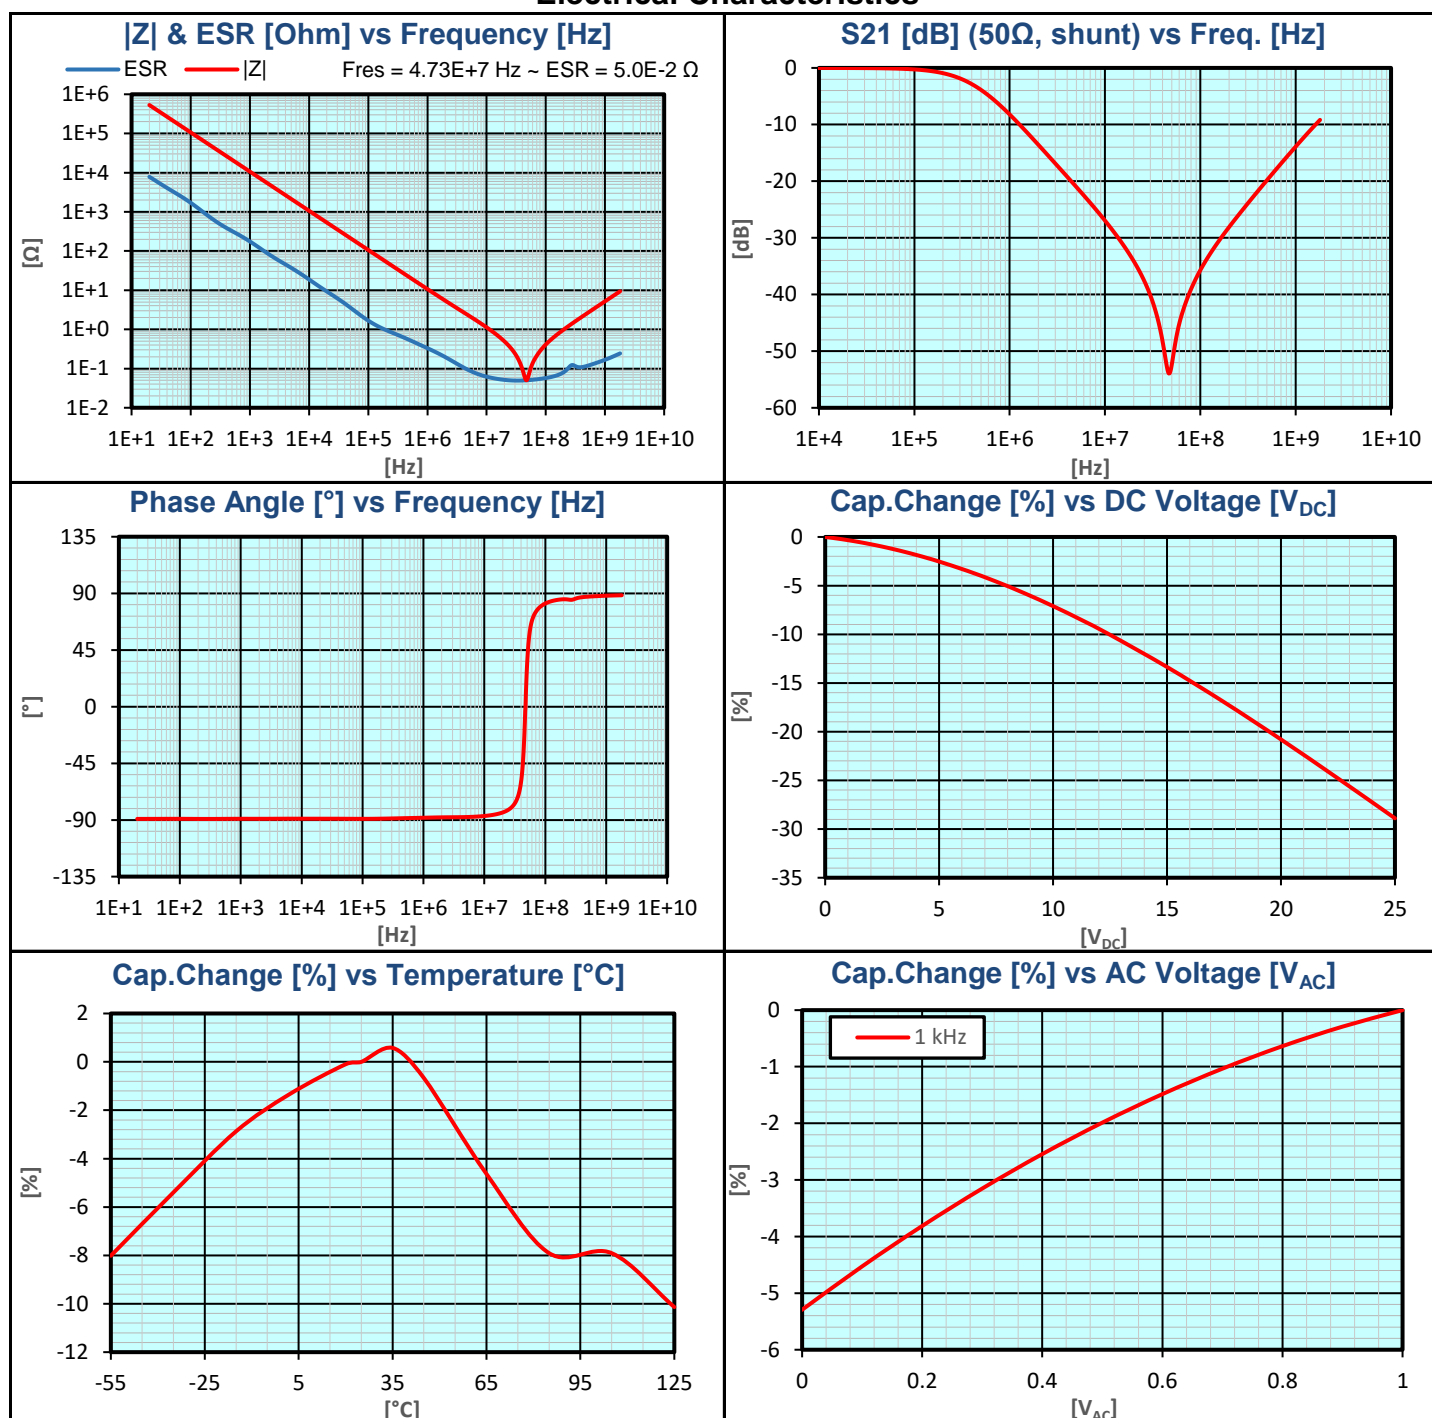 Electrical Characteristics
|Z| & ESR [Ohm] vs Frequency [Hz]
ESR |Z| Fres = 4.73E+7 Hz ~ ESR = 5.0E-2 Ω
1E+6
1E+5
1E+4
1E+3
1E+2
1E+1
1E+0
1E-1
1E-2
[Ω]
1E+1 1E+2 1E+3 1E+4 1E+5 1E+6 1E+7 1E+8 1E+9 1E+10
[Hz]
S21 [dB] (50Ω, shunt) vs Freq. [Hz]
0
-10
-20
-30
-40
-50
-60
[dB]
1E+4 1E+5 1E+6 1E+7 1E+8 1E+9 1E+10
[Hz]
Phase Angle [°] vs Frequency [Hz]
135
90
45
0
-45
-90
-135
[°]
1E+1 1E+2 1E+3 1E+4 1E+5 1E+6 1E+7 1E+8 1E+9 1E+10
[Hz]
Cap.Change [%] vs DC Voltage [VDC]
0
-5
-10
-15
-20
-25
-30
-35
[%]
0 5 10 15 20 25
[VDC]
Cap.Change [%] vs Temperature [°C]
2
0
-2
-4
-6
-8
-10
-12
[%]
-55 -25 5 35 65 95 125
[°C]
Cap.Change [%] vs AC Voltage [VAC]
1 kHz
0
-1
-2
-3
-4
-5
-6
[%]
0 0.2 0.4 0.6 0.8 1
[VAC]